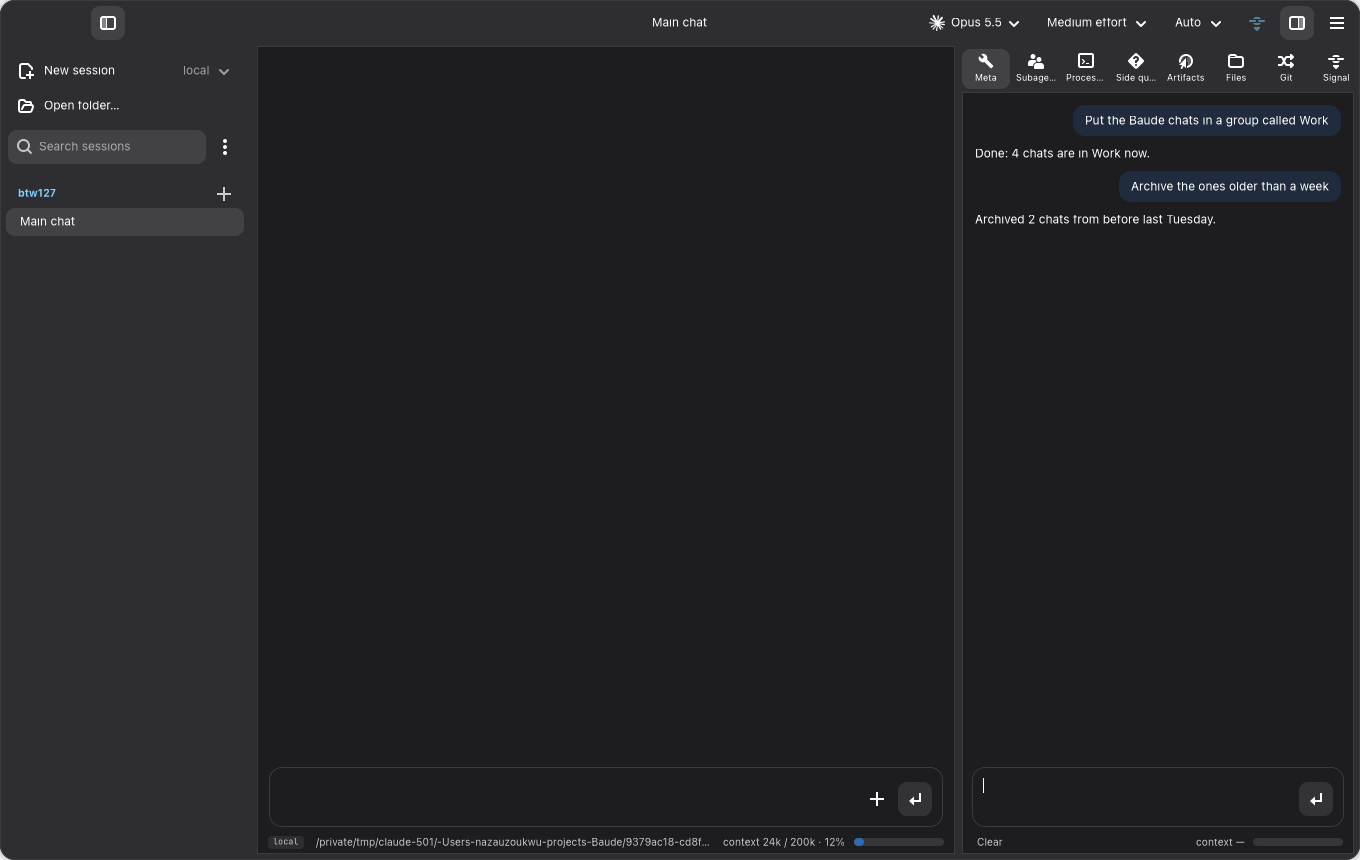 Main chat
Opus 5.5
Medium effort
Auto
New session
local
Open folder...
Search sessions
btw127
Main chat
Meta
Subage...
Proces...
Side qu...
Artifacts
Files
Git
Signal
Put the Baude chats in a group called Work
Done: 4 chats are in Work now.
Archive the ones older than a week
Archived 2 chats from before last Tuesday.
local
/private/tmp/claude-501/-Users-nazauzoukwu-projects-Baude/9379ac18-cd8f...
context 24k / 200k · 12%
Clear
context —